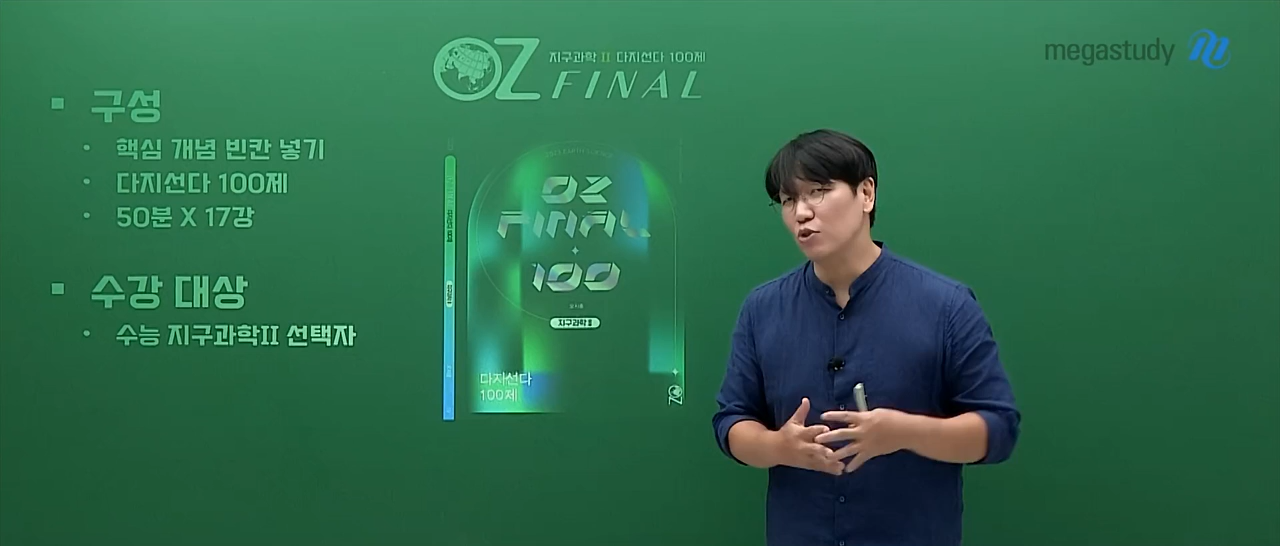 OZ 지구과학 II 다지선다 100제
FINAL
megastudy
▪ 구성
• 핵심 개념 빈칸 넣기
• 다지선다 100제
• 50분 X 17강
▪ 수강 대상
• 수능 지구과학II 선택자
OZ
FINAL
100
지구과학 II
다지선다
100제
OZ